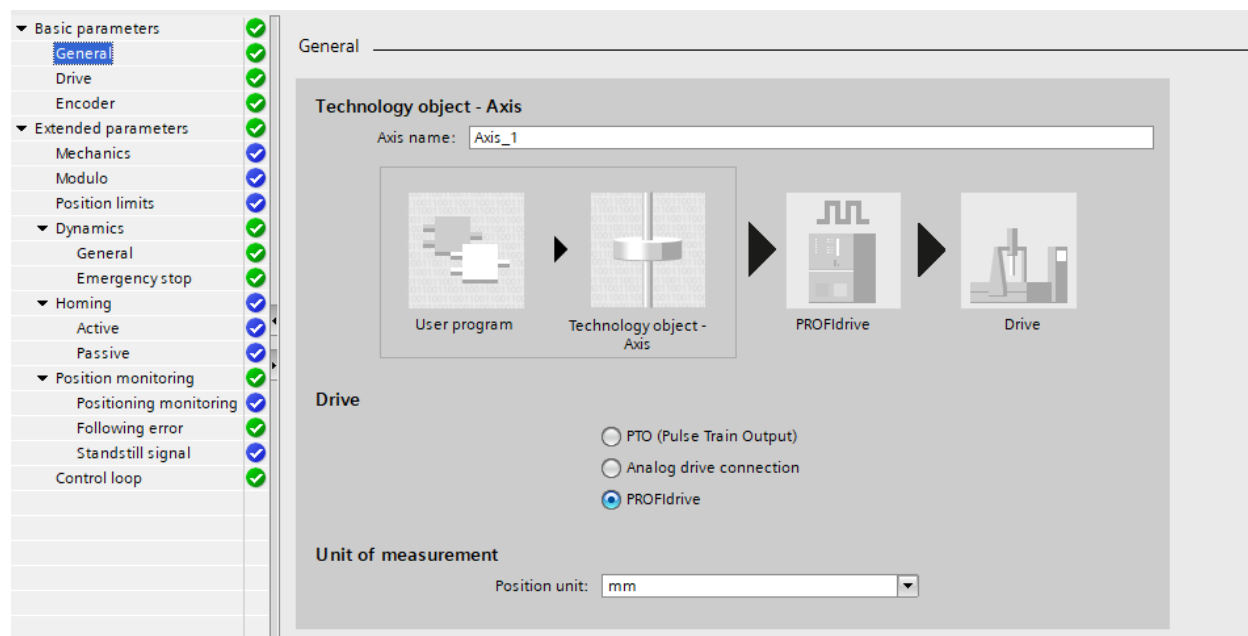 Basic parameters
General
Drive
Encoder
Extended parameters
Mechanics
Modulo
Position limits
Dynamics
General
Emergency stop
Homing
Active
Passive
Position monitoring
Positioning monitoring
Following error
Standstill signal
Control loop
General
Technology object - Axis
Axis name: Axis_1
User program
Technology object -
Axis
PROFIdrive
Drive
Drive
PTO (Pulse Train Output)
Analog drive connection
PROFIdrive
Unit of measurement
Position unit: mm